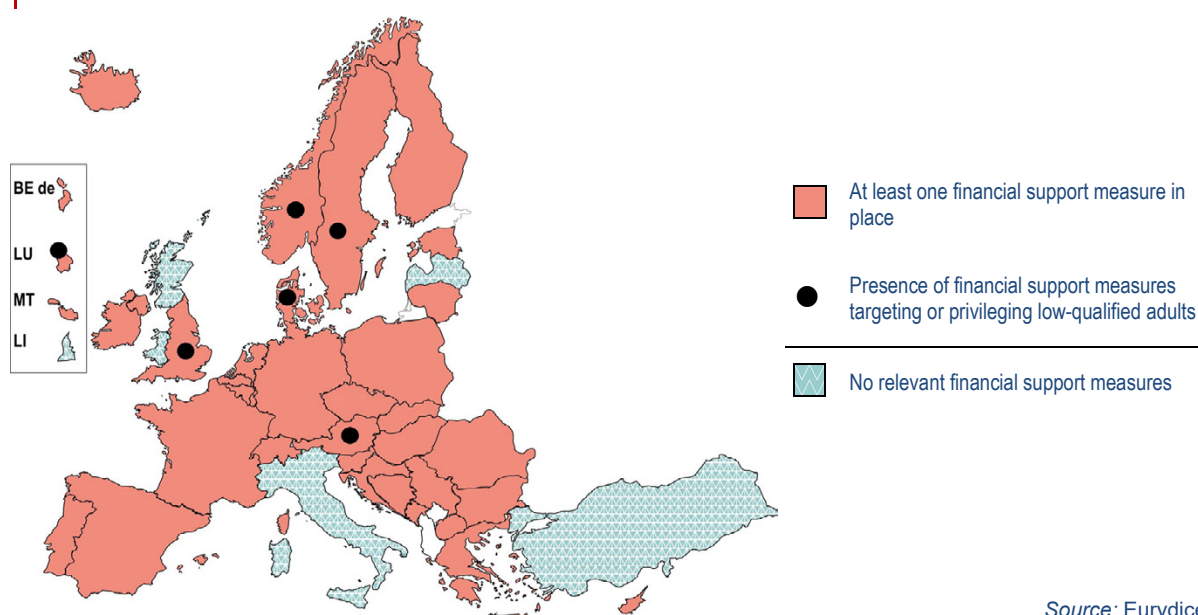 BE de
LU
MT
LI
At least one financial support measure in
place
Presence of financial support measures
targeting or privileging low-qualified adults
No relevant financial support measures
Source: Eurydice